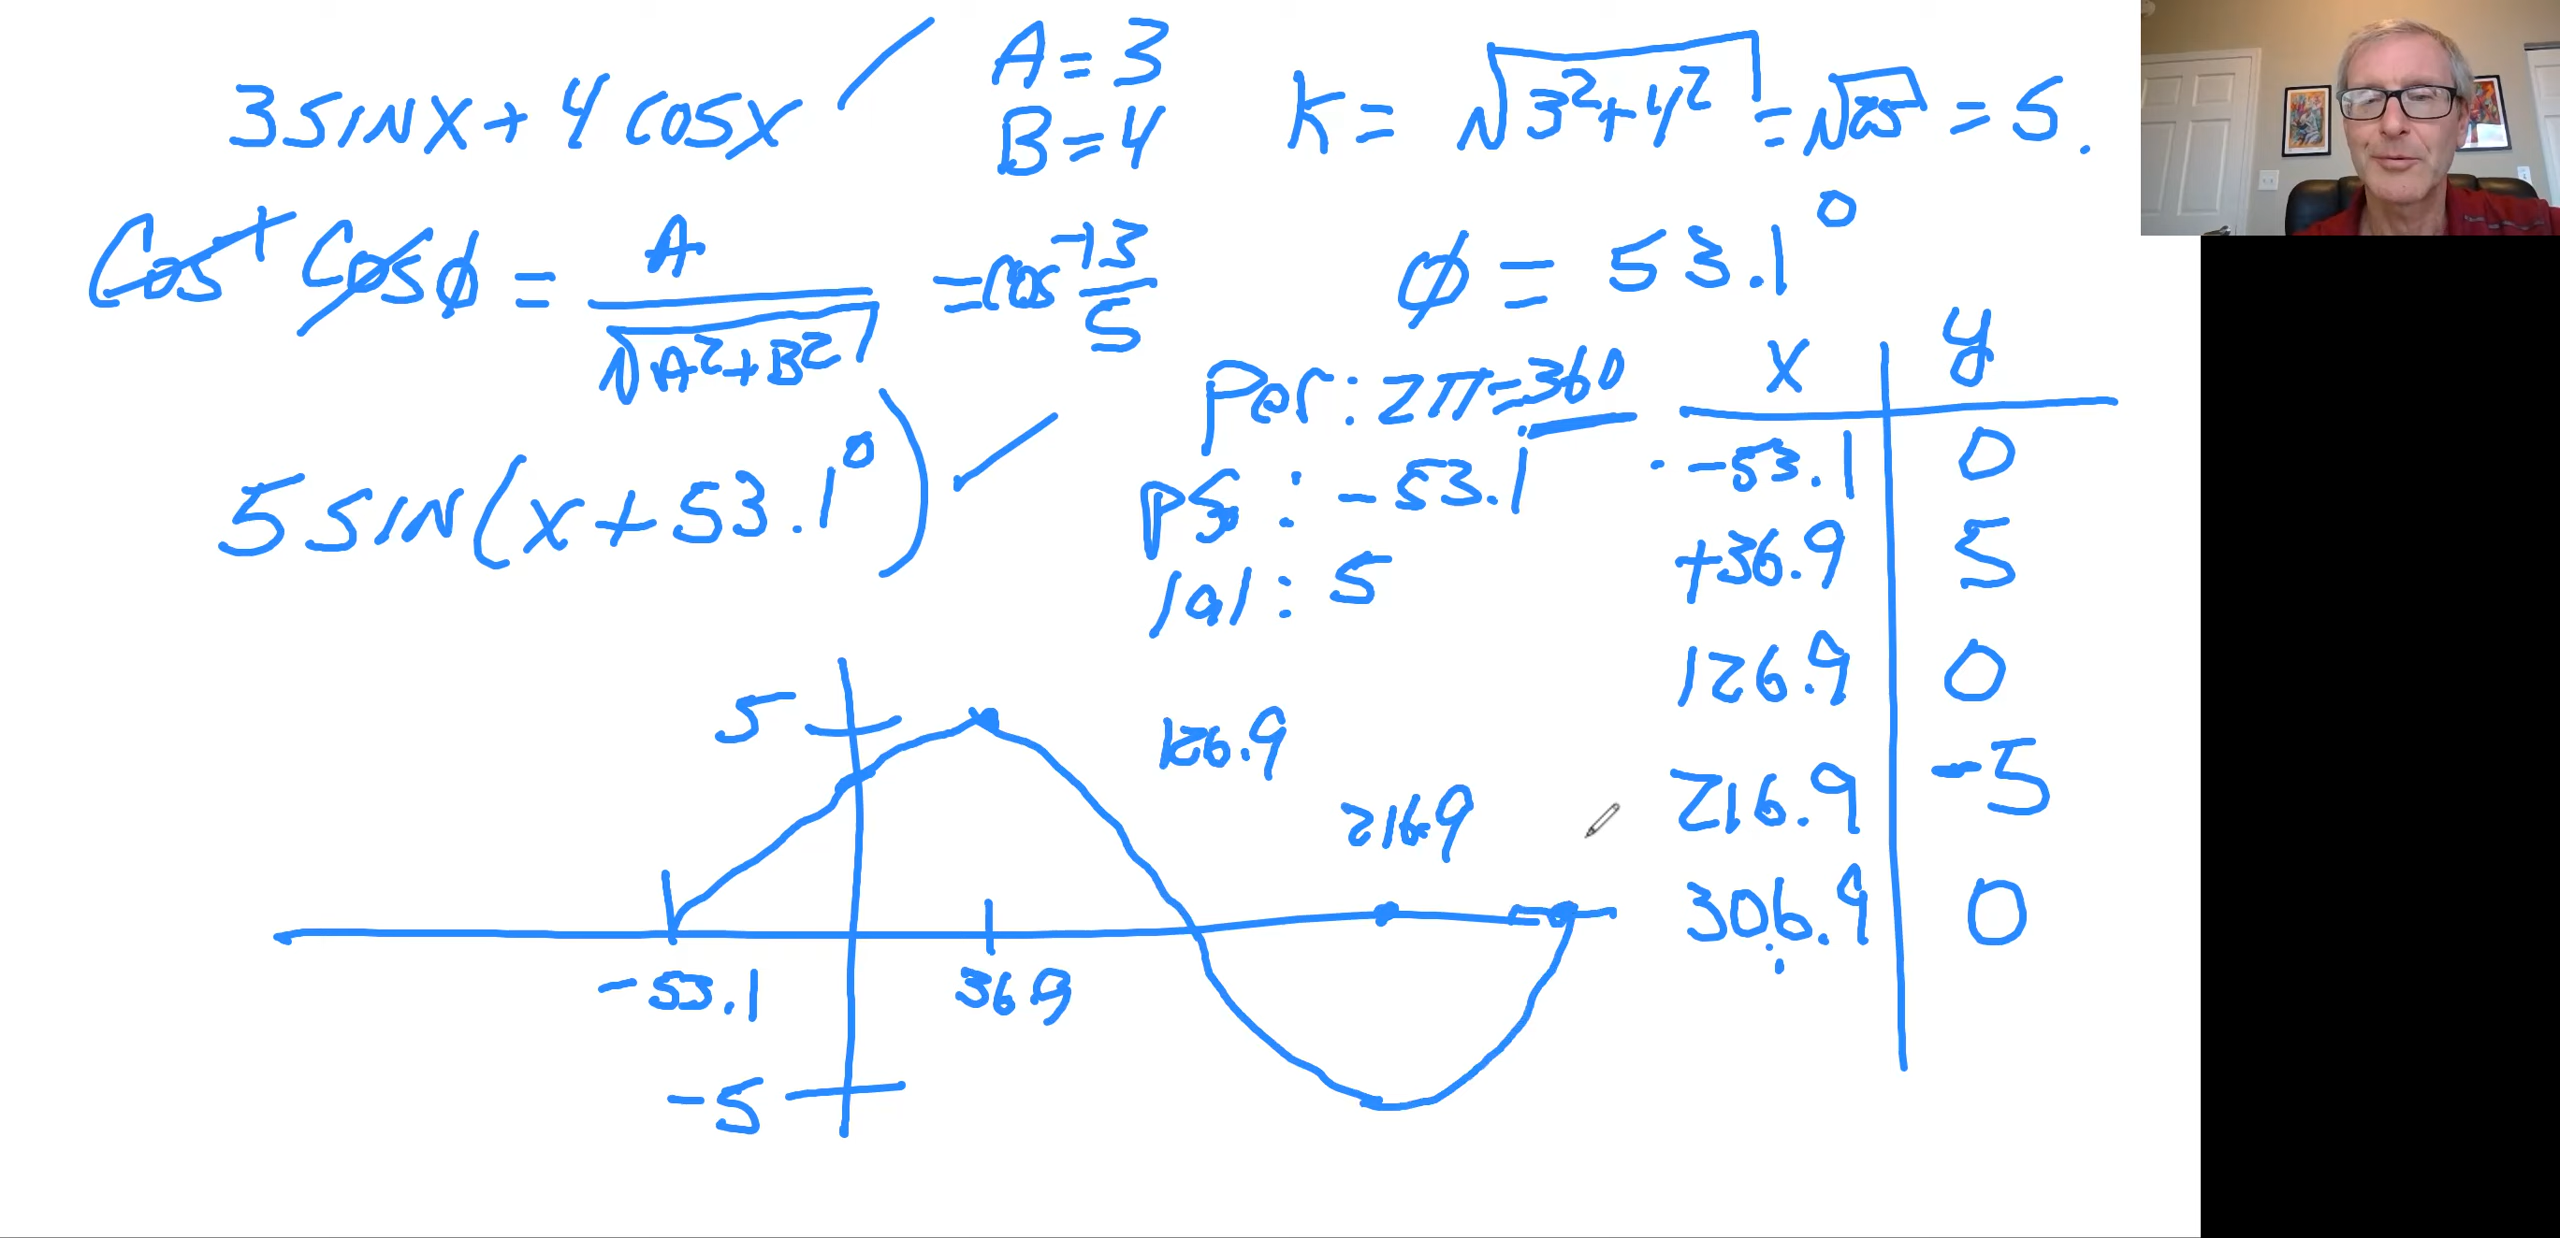 3 SIN X + 4 COS X
A = 3
B = 4
K = √3²+4² = √25 = 5.
Cos⁻¹ Cos ϕ = A / √A²+B² = Cos⁻¹ 3/5
ϕ = 53.1°
5 SIN(X + 53.1°)
Per: 2π = 360
PS: -53.1
|a|: 5
X y
-53.1 0
+36.9 5
126.9 0
216.9 -5
306.9 0
5
126.9
216.9
-53.1
36.9
-5